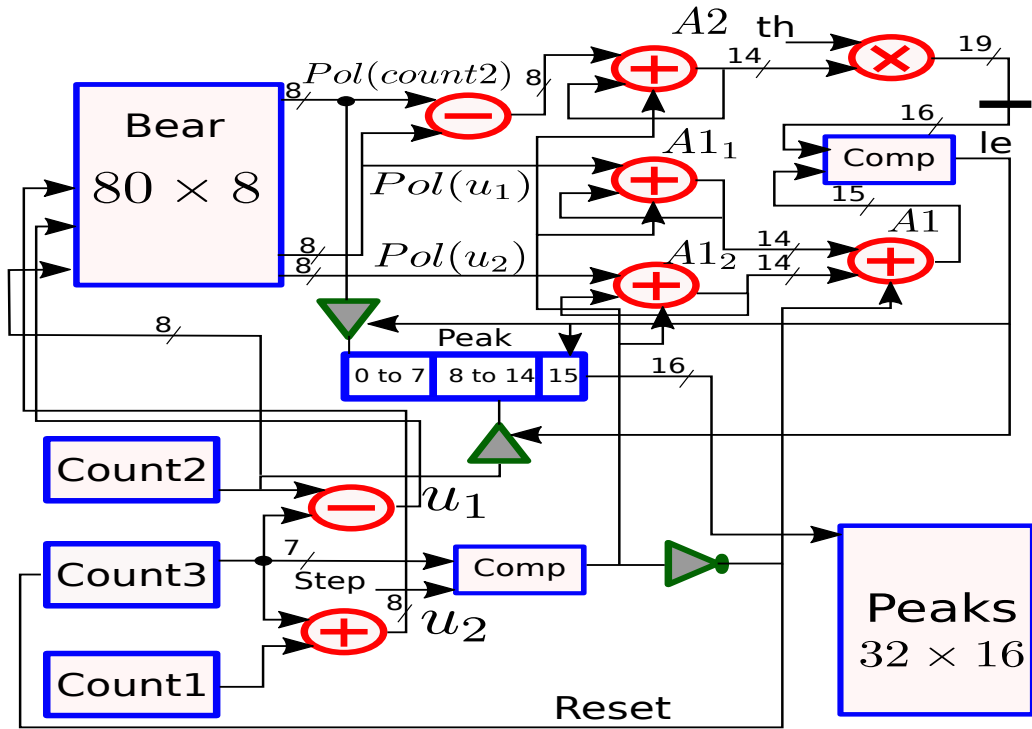 A2
th
14
19
Pol(count2)
8
8
Bear
80 × 8
16
le
Comp
A1₁
Pol(u₁)
15
A1
8
8
Pol(u₂)
A1₂
14
14
8
Peak
0 to 7
8 to 14
15
16
Count2
u₁
Count3
7
Step
Comp
8
u₂
Peaks
32 × 16
Count1
Reset